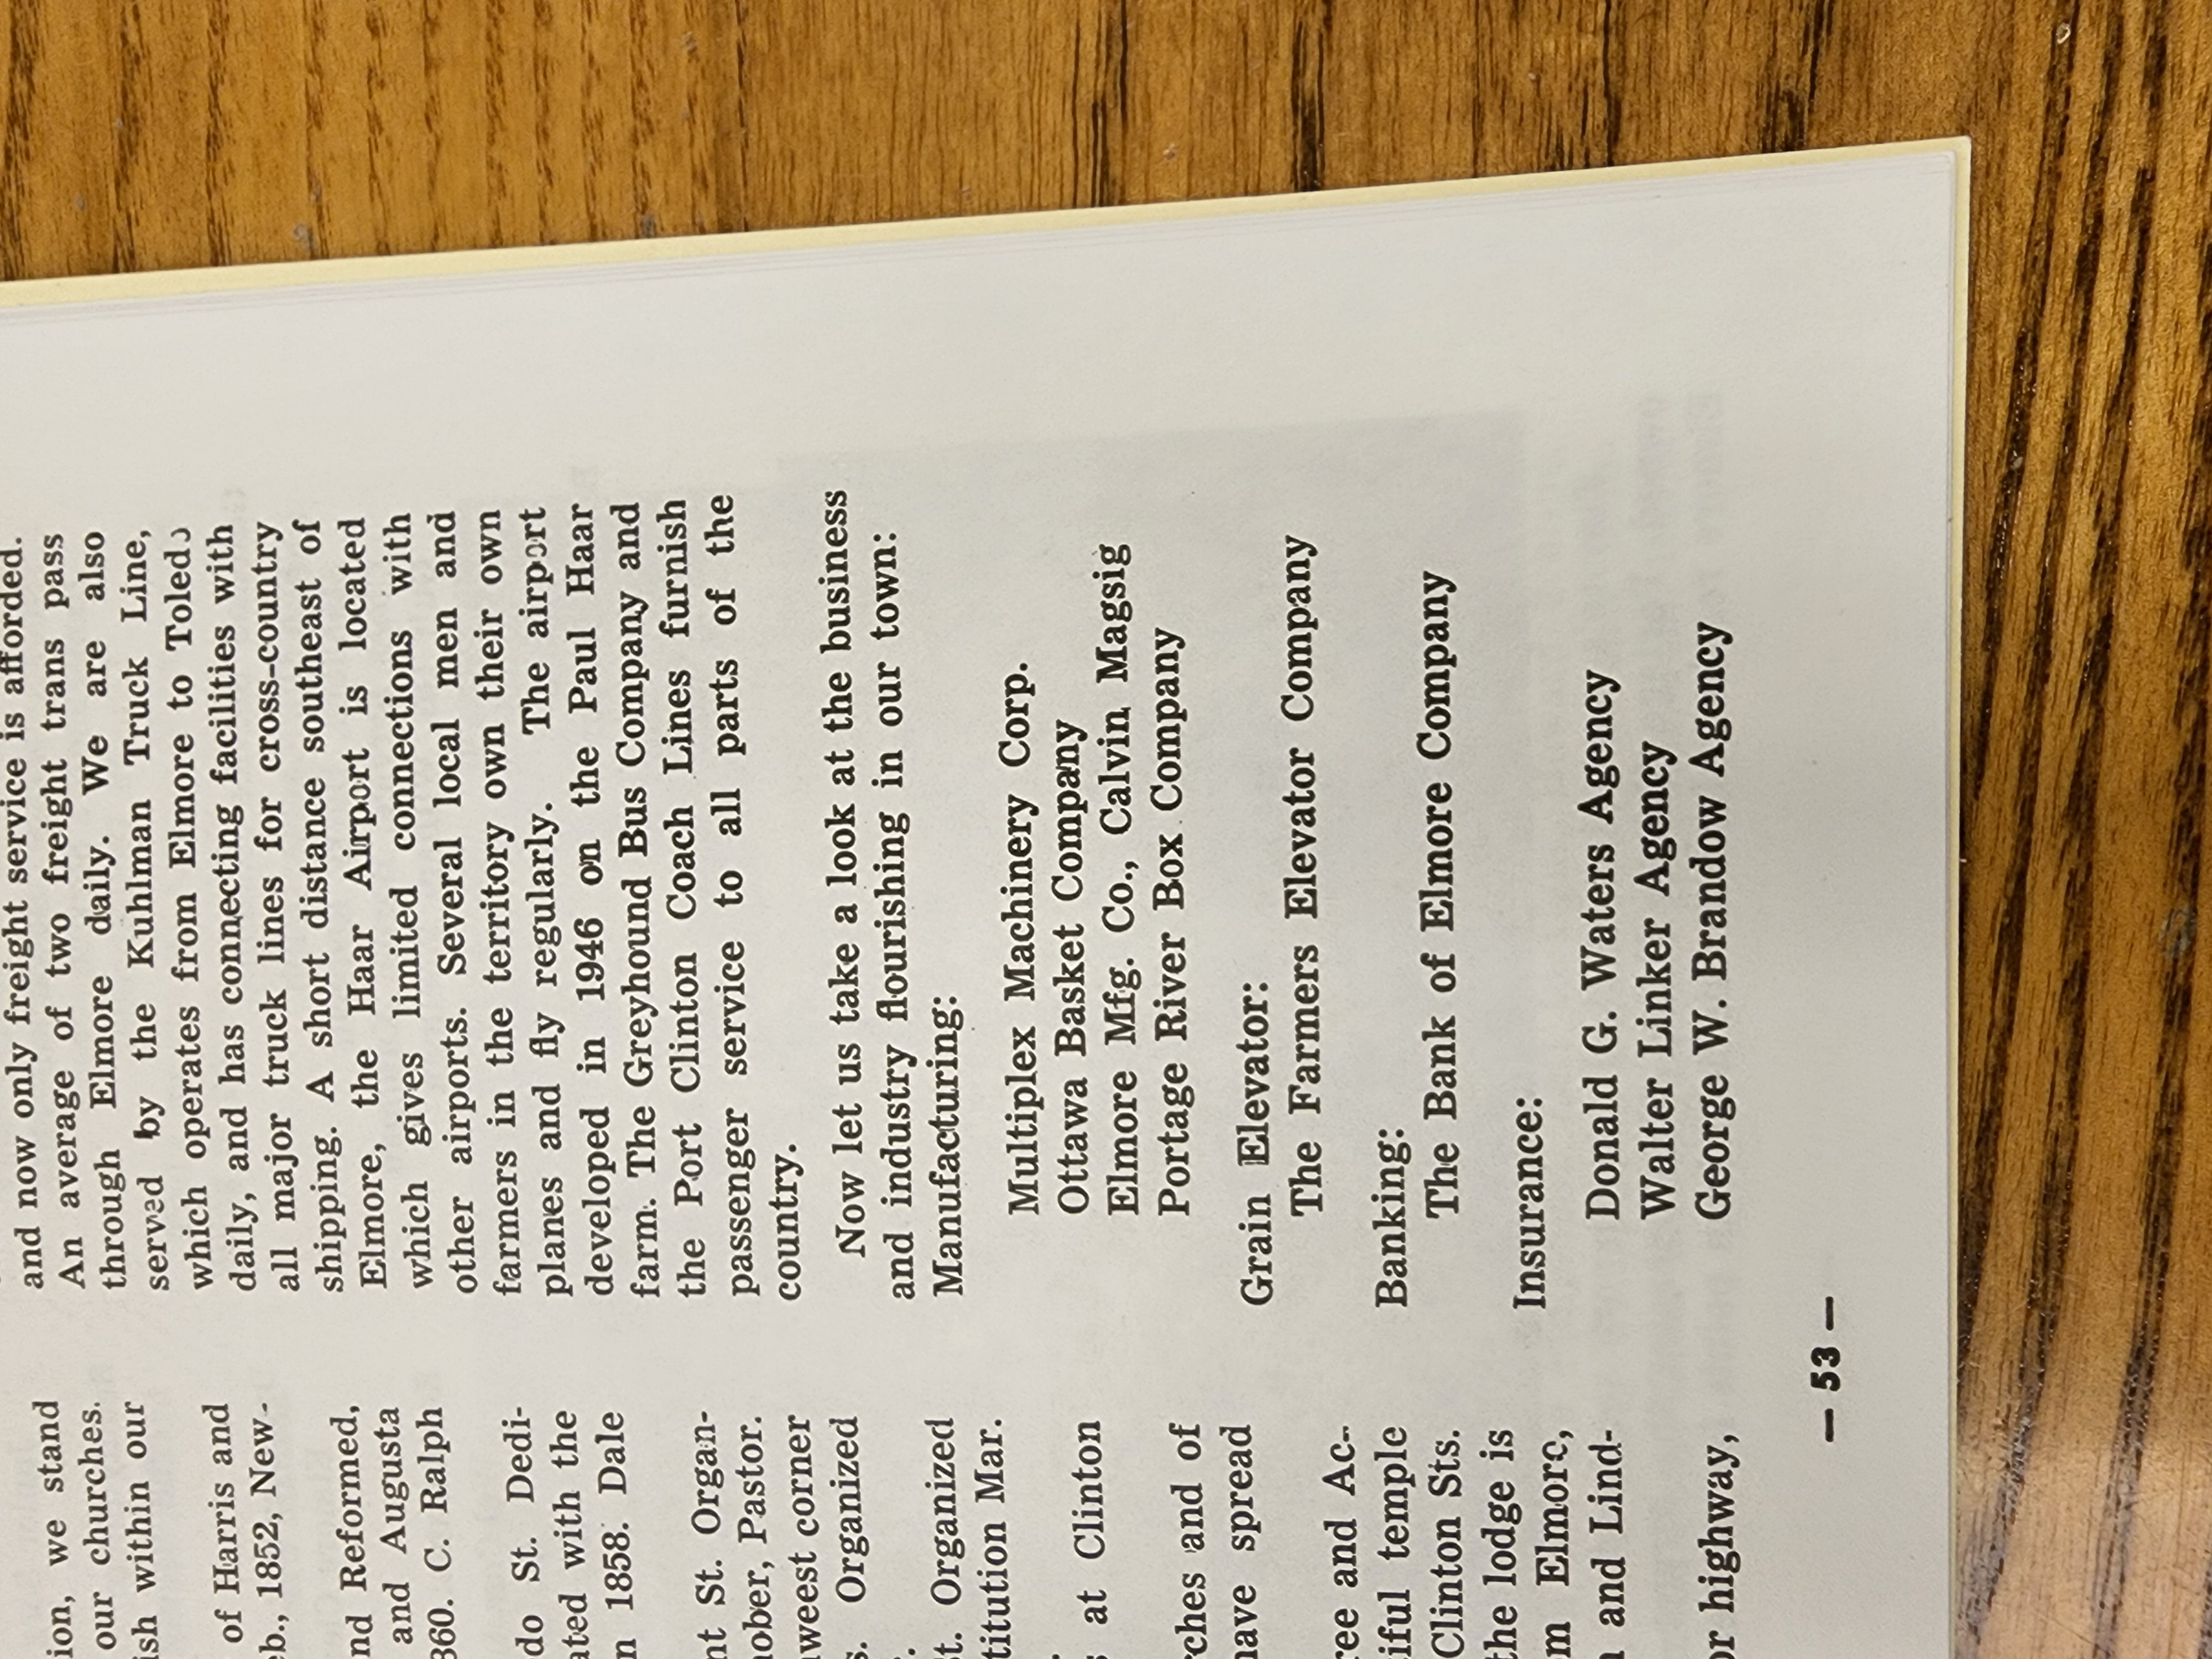 ion, we stand
our churches.
ish within our
of Harris and
eb., 1852, New-
nd Reformed,
and Augusta
360. C. Ralph
do St. Dedi-
ated with the
n 1858. Dale
nt St. Organ-
ober, Pastor.
hweest corner
s. Organized
St. Organized
titution Mar.
at Clinton
rches and of
have spread
ree and Ac-
iful temple
Clinton Sts.
the lodge is
m Elmore,
and Lind-
or highway,
and now only freight service is afforded.
An average of two freight trans pass
through Elmore daily. We are also
served by the Kuhlman Truck Line,
which operates from Elmore to Toledo
daily, and has connecting facilities with
all major truck lines for cross-country
shipping. A short distance southeast of
Elmore, the Haar Airport is located
which gives limited connections with
other airports. Several local men and
farmers in the territory own their own
planes and fly regularly. The airport
developed in 1946 on the Paul Haar
farm. The Greyhound Bus Company and
the Port Clinton Coach Lines furnish
passenger service to all parts of the
country.
Now let us take a look at the business
and industry flourishing in our town:
Manufacturing:
Multiplex Machinery Corp.
Ottawa Basket Company
Elmore Mfg. Co., Calvin Magsig
Portage River Box Company
Grain Elevator:
The Farmers Elevator Company
Banking:
The Bank of Elmore Company
Insurance:
Donald G. Waters Agency
Walter Linker Agency
George W. Brandow Agency
— 53 —